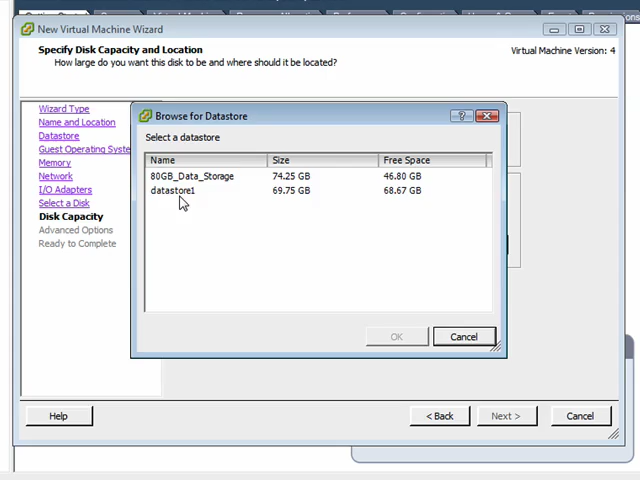 New Virtual Machine Wizard
Specify Disk Capacity and Location
How large do you want this disk to be and where should it be located?
Virtual Machine Version: 4
Wizard Type
Name and Location
Datastore
Guest Operating Syste
Memory
Network
I/O Adapters
Select a Disk
Disk Capacity
Advanced Options
Ready to Complete
Browse for Datastore
Select a datastore
Name Size Free Space
80GB_Data_Storage 74.25 GB 46.80 GB
datastore1 69.75 GB 68.67 GB
OK Cancel
Help < Back Next > Cancel